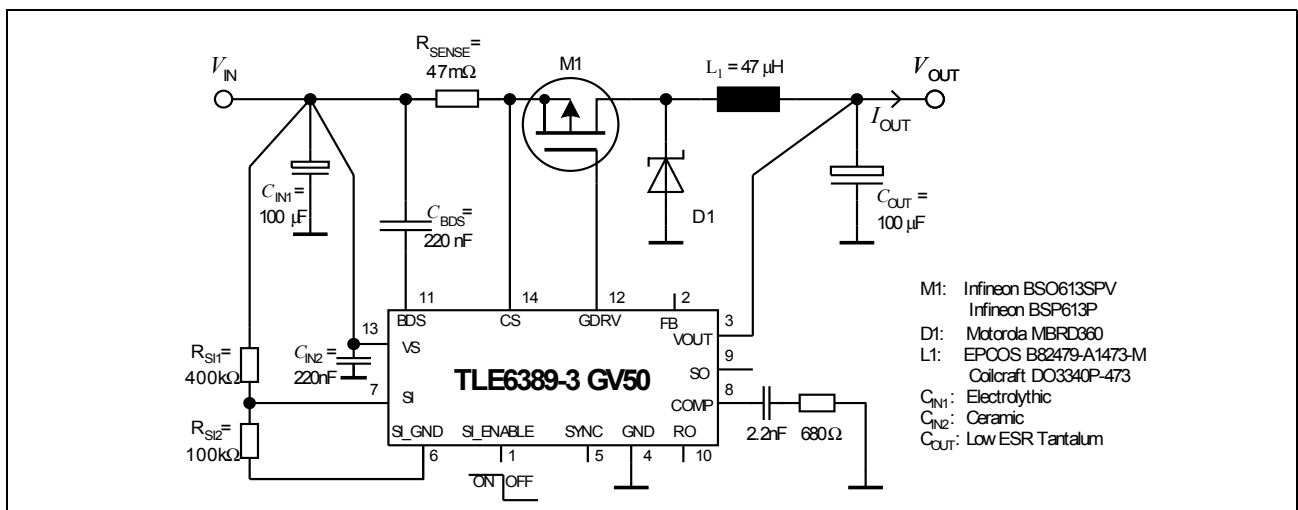 R_SENSE=
47mΩ
M1
L₁ = 47 µH
V_IN
V_OUT
I_OUT
C_IN1=
100 µF
C_BDS=
220 nF
D1
C_OUT=
100 µF
11
14
12
2
BDS
CS
GDRV
FB
13
VS
VOUT
3
R_SI1=
400kΩ
C_IN2=
220nF
SO
9
7
SI
TLE6389-3 GV50
COMP
8
2.2nF
680Ω
R_SI2=
100kΩ
SI_GND
SI_ENABLE
SYNC
GND
RO
6
1
5
4
10
ON
OFF
M1: Infineon BSO613SPV
Infineon BSP613P
D1: Motorola MBRD360
L1: EPCOS B82479-A1473-M
Coilcraft DO3340P-473
C_IN1: Electrolythic
C_IN2: Ceramic
C_OUT: Low ESR Tantalum